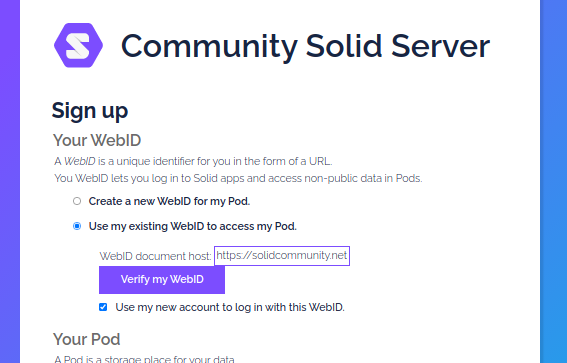 Community Solid Server
Sign up
Your WebID
A WebID is a unique identifier for you in the form of a URL.
You WebID lets you log in to Solid apps and access non-public data in Pods.
Create a new WebID for my Pod.
Use my existing WebID to access my Pod.
WebID document host: https://solidcommunity.net
Verify my WebID
Use my new account to log in with this WebID.
Your Pod
A Pod is a storage place for your data.